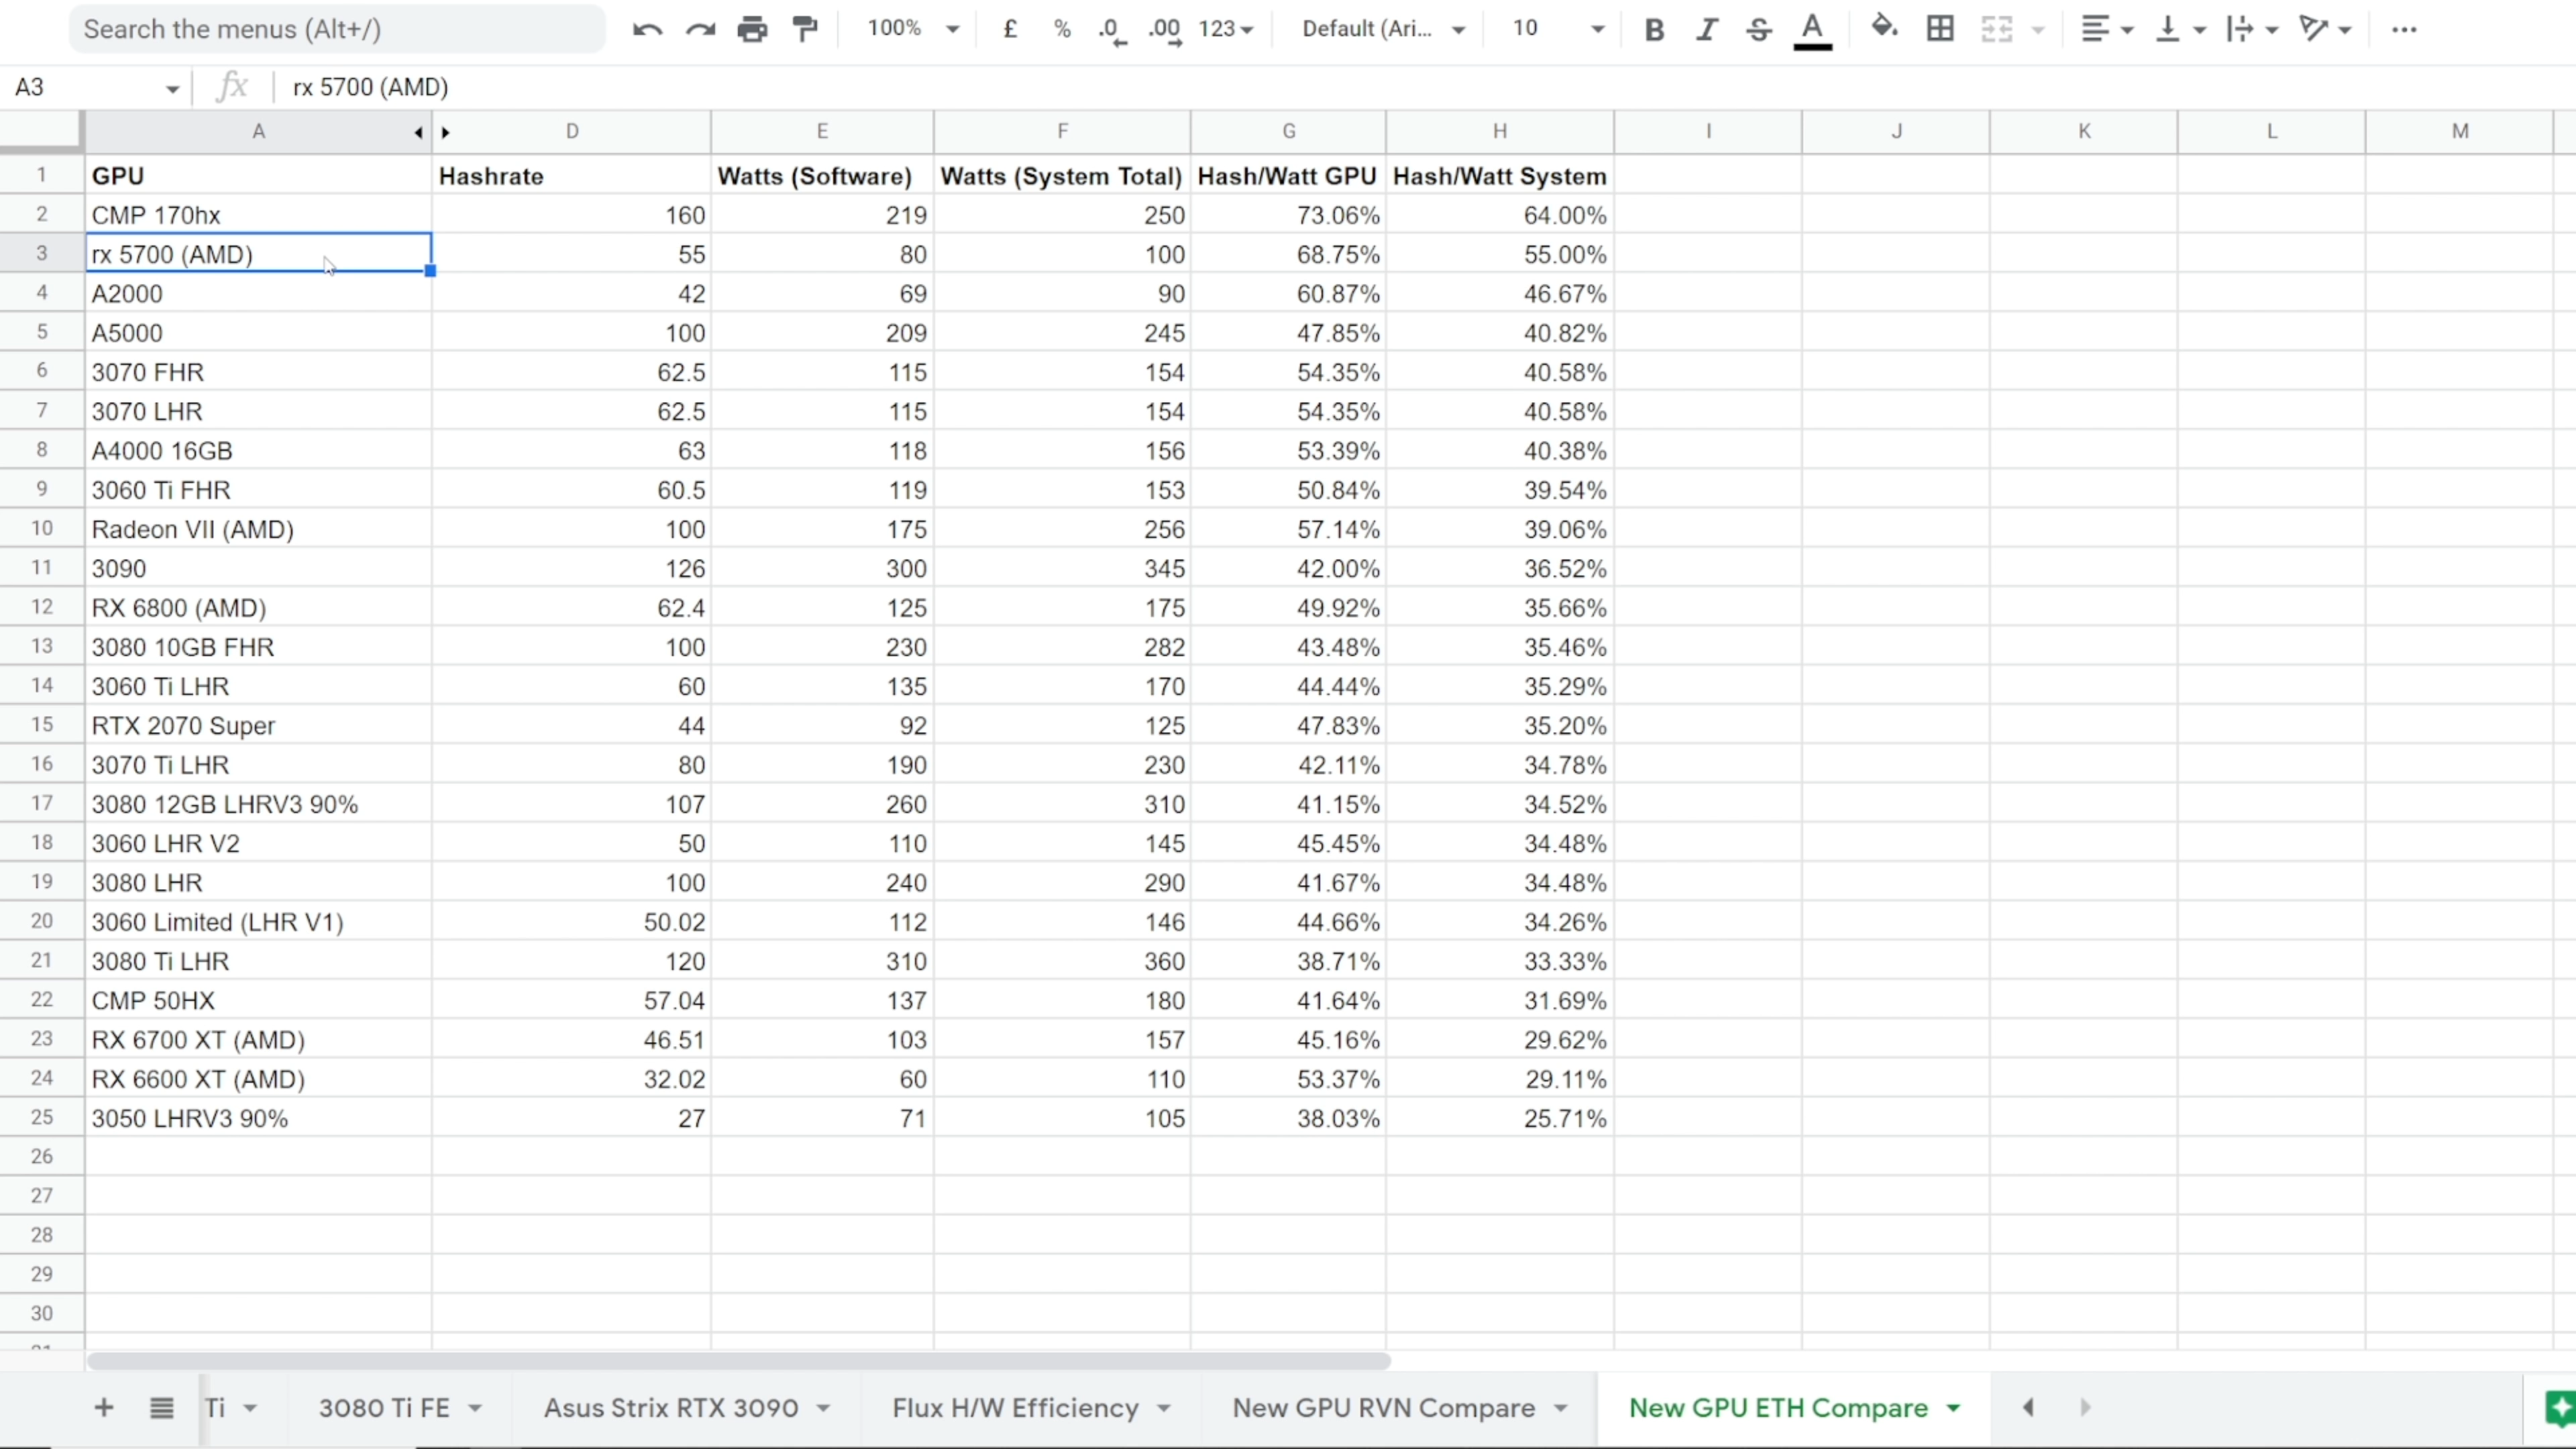 Search the menus (Alt+/) 100% £ % .0 .00 123 Default (Ari... 10 B I S A
A3 fx rx 5700 (AMD)
A D E F G H I J K L M
1 GPU Hashrate Watts (Software) Watts (System Total) Hash/Watt GPU Hash/Watt System
2 CMP 170hx 160 219 250 73.06% 64.00%
3 rx 5700 (AMD) 55 80 100 68.75% 55.00%
4 A2000 42 69 90 60.87% 46.67%
5 A5000 100 209 245 47.85% 40.82%
6 3070 FHR 62.5 115 154 54.35% 40.58%
7 3070 LHR 62.5 115 154 54.35% 40.58%
8 A4000 16GB 63 118 156 53.39% 40.38%
9 3060 Ti FHR 60.5 119 153 50.84% 39.54%
10 Radeon VII (AMD) 100 175 256 57.14% 39.06%
11 3090 126 300 345 42.00% 36.52%
12 RX 6800 (AMD) 62.4 125 175 49.92% 35.66%
13 3080 10GB FHR 100 230 282 43.48% 35.46%
14 3060 Ti LHR 60 135 170 44.44% 35.29%
15 RTX 2070 Super 44 92 125 47.83% 35.20%
16 3070 Ti LHR 80 190 230 42.11% 34.78%
17 3080 12GB LHRV3 90% 107 260 310 41.15% 34.52%
18 3060 LHR V2 50 110 145 45.45% 34.48%
19 3080 LHR 100 240 290 41.67% 34.48%
20 3060 Limited (LHR V1) 50.02 112 146 44.66% 34.26%
21 3080 Ti LHR 120 310 360 38.71% 33.33%
22 CMP 50HX 57.04 137 180 41.64% 31.69%
23 RX 6700 XT (AMD) 46.51 103 157 45.16% 29.62%
24 RX 6600 XT (AMD) 32.02 60 110 53.37% 29.11%
25 3050 LHRV3 90% 27 71 105 38.03% 25.71%
26
27
28
29
30
Ti 3080 Ti FE Asus Strix RTX 3090 Flux H/W Efficiency New GPU RVN Compare New GPU ETH Compare